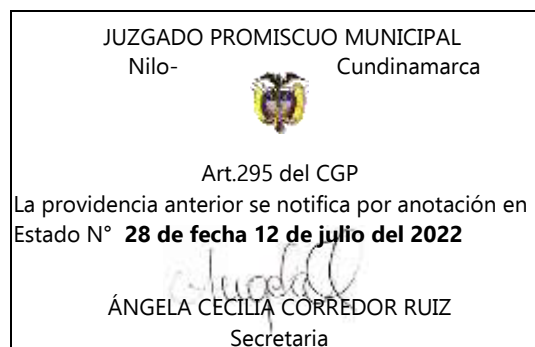 JUZGADO PROMISCUO MUNICIPAL
Nilo- Cundinamarca
Art.295 del CGP
La providencia anterior se notifica por anotación en
Estado N° 28 de fecha 12 de julio del 2022
ÁNGELA CECILIA CORREDOR RUIZ
Secretaria